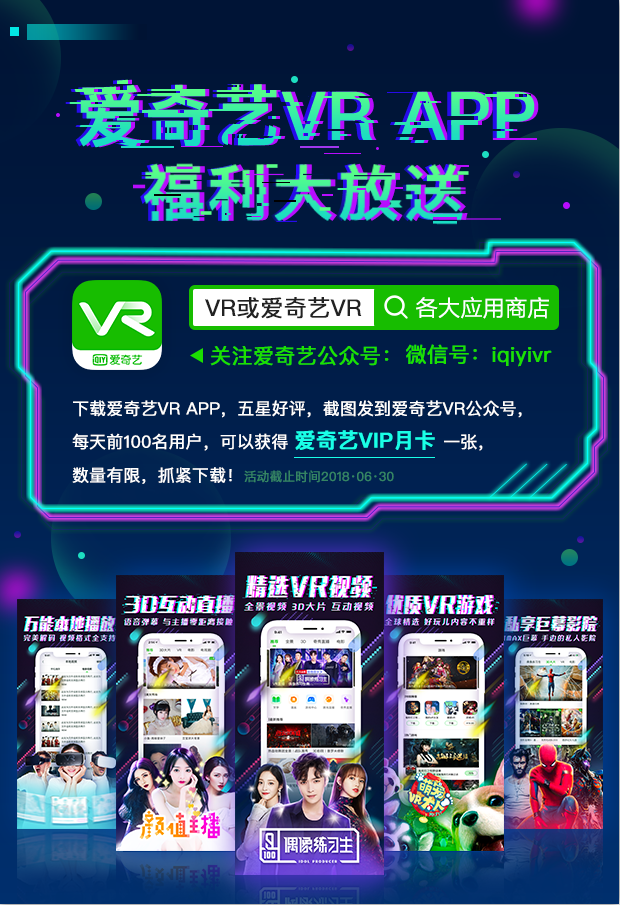 爱奇艺VR APP
福利大放送
VR
QIY 爱奇艺
VR或爱奇艺VR 各大应用商店
关注爱奇艺公众号：微信号：iqiyivr
下载爱奇艺VR APP，五星好评，截图发到爱奇艺VR公众号，
每天前100名用户，可以获得 爱奇艺VIP月卡 一张，
数量有限，抓紧下载！活动截止时间2018·06·30
万能本地播放
完美解码 视频格式全支持
3D互动直播
语音弹幕 与主播零距离接触
颜值主播
精选VR视频
全景视频 3D大片 互动视频
偶像练习生
IDOL PRODUCER
100
优质VR游戏
全球精选 好玩儿内容不重样
私享巨幕影院
IMAX巨幕 手边的私人影院